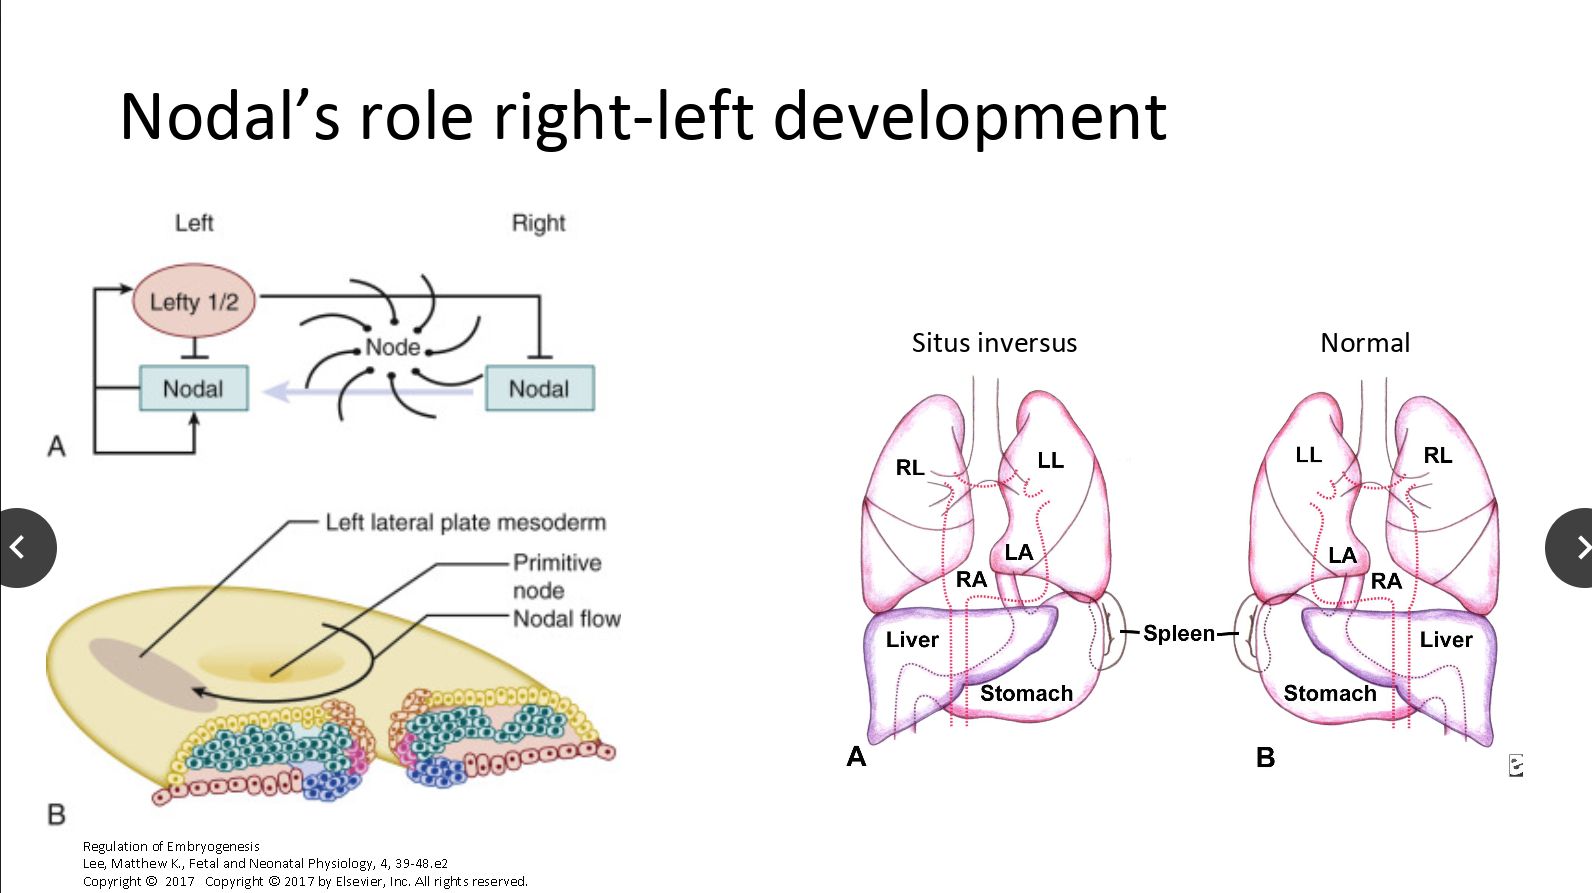 Nodal’s role right-left development
Left
Right
Lefty 1/2
Node
Nodal
Nodal
A
Left lateral plate mesoderm
Primitive
node
Nodal flow
B
Situs inversus
Normal
RL
LL
LA
RA
Liver
Stomach
Spleen
A
LL
RL
LA
RA
Liver
Stomach
B
Regulation of Embryogenesis
Lee, Matthew K., Fetal and Neonatal Physiology, 4, 39-48.e2
Copyright © 2017 Copyright © 2017 by Elsevier, Inc. All rights reserved.